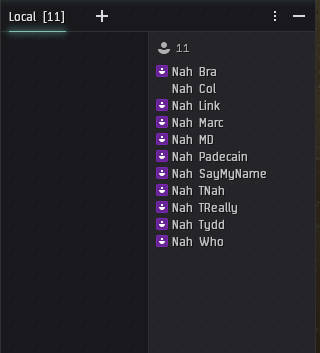 Local [11]
11
Nah Bra
Nah Col
Nah Link
Nah Marc
Nah MD
Nah Padecain
Nah SayMyName
Nah TNah
Nah TReally
Nah Tydd
Nah Who